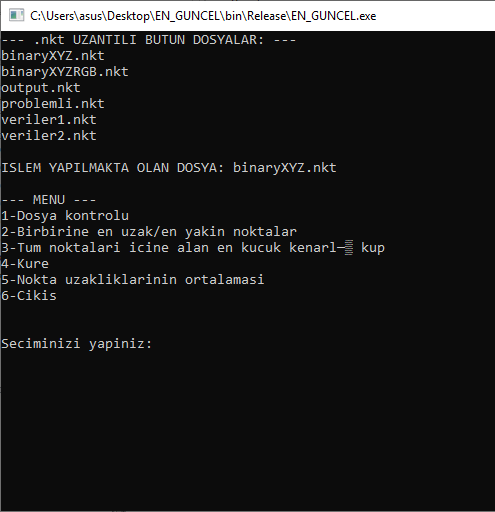 C:\Users\asus\Desktop\EN_GUNCEL\bin\Release\EN_GUNCEL.exe
--- .nkt UZANTILI BUTUN DOSYALAR: ---
binaryXYZ.nkt
binaryXYZRGB.nkt
output.nkt
problemli.nkt
veriler1.nkt
veriler2.nkt
ISLEM YAPILMAKTA OLAN DOSYA: binaryXYZ.nkt
--- MENU ---
1-Dosya kontrolu
2-Birbirine en uzak/en yakin noktalar
3-Tum noktalari icine alan en kucuk kenarl─▒ kup
4-Kure
5-Nokta uzakliklarinin ortalamasi
6-Cikis
Seciminizi yapiniz: